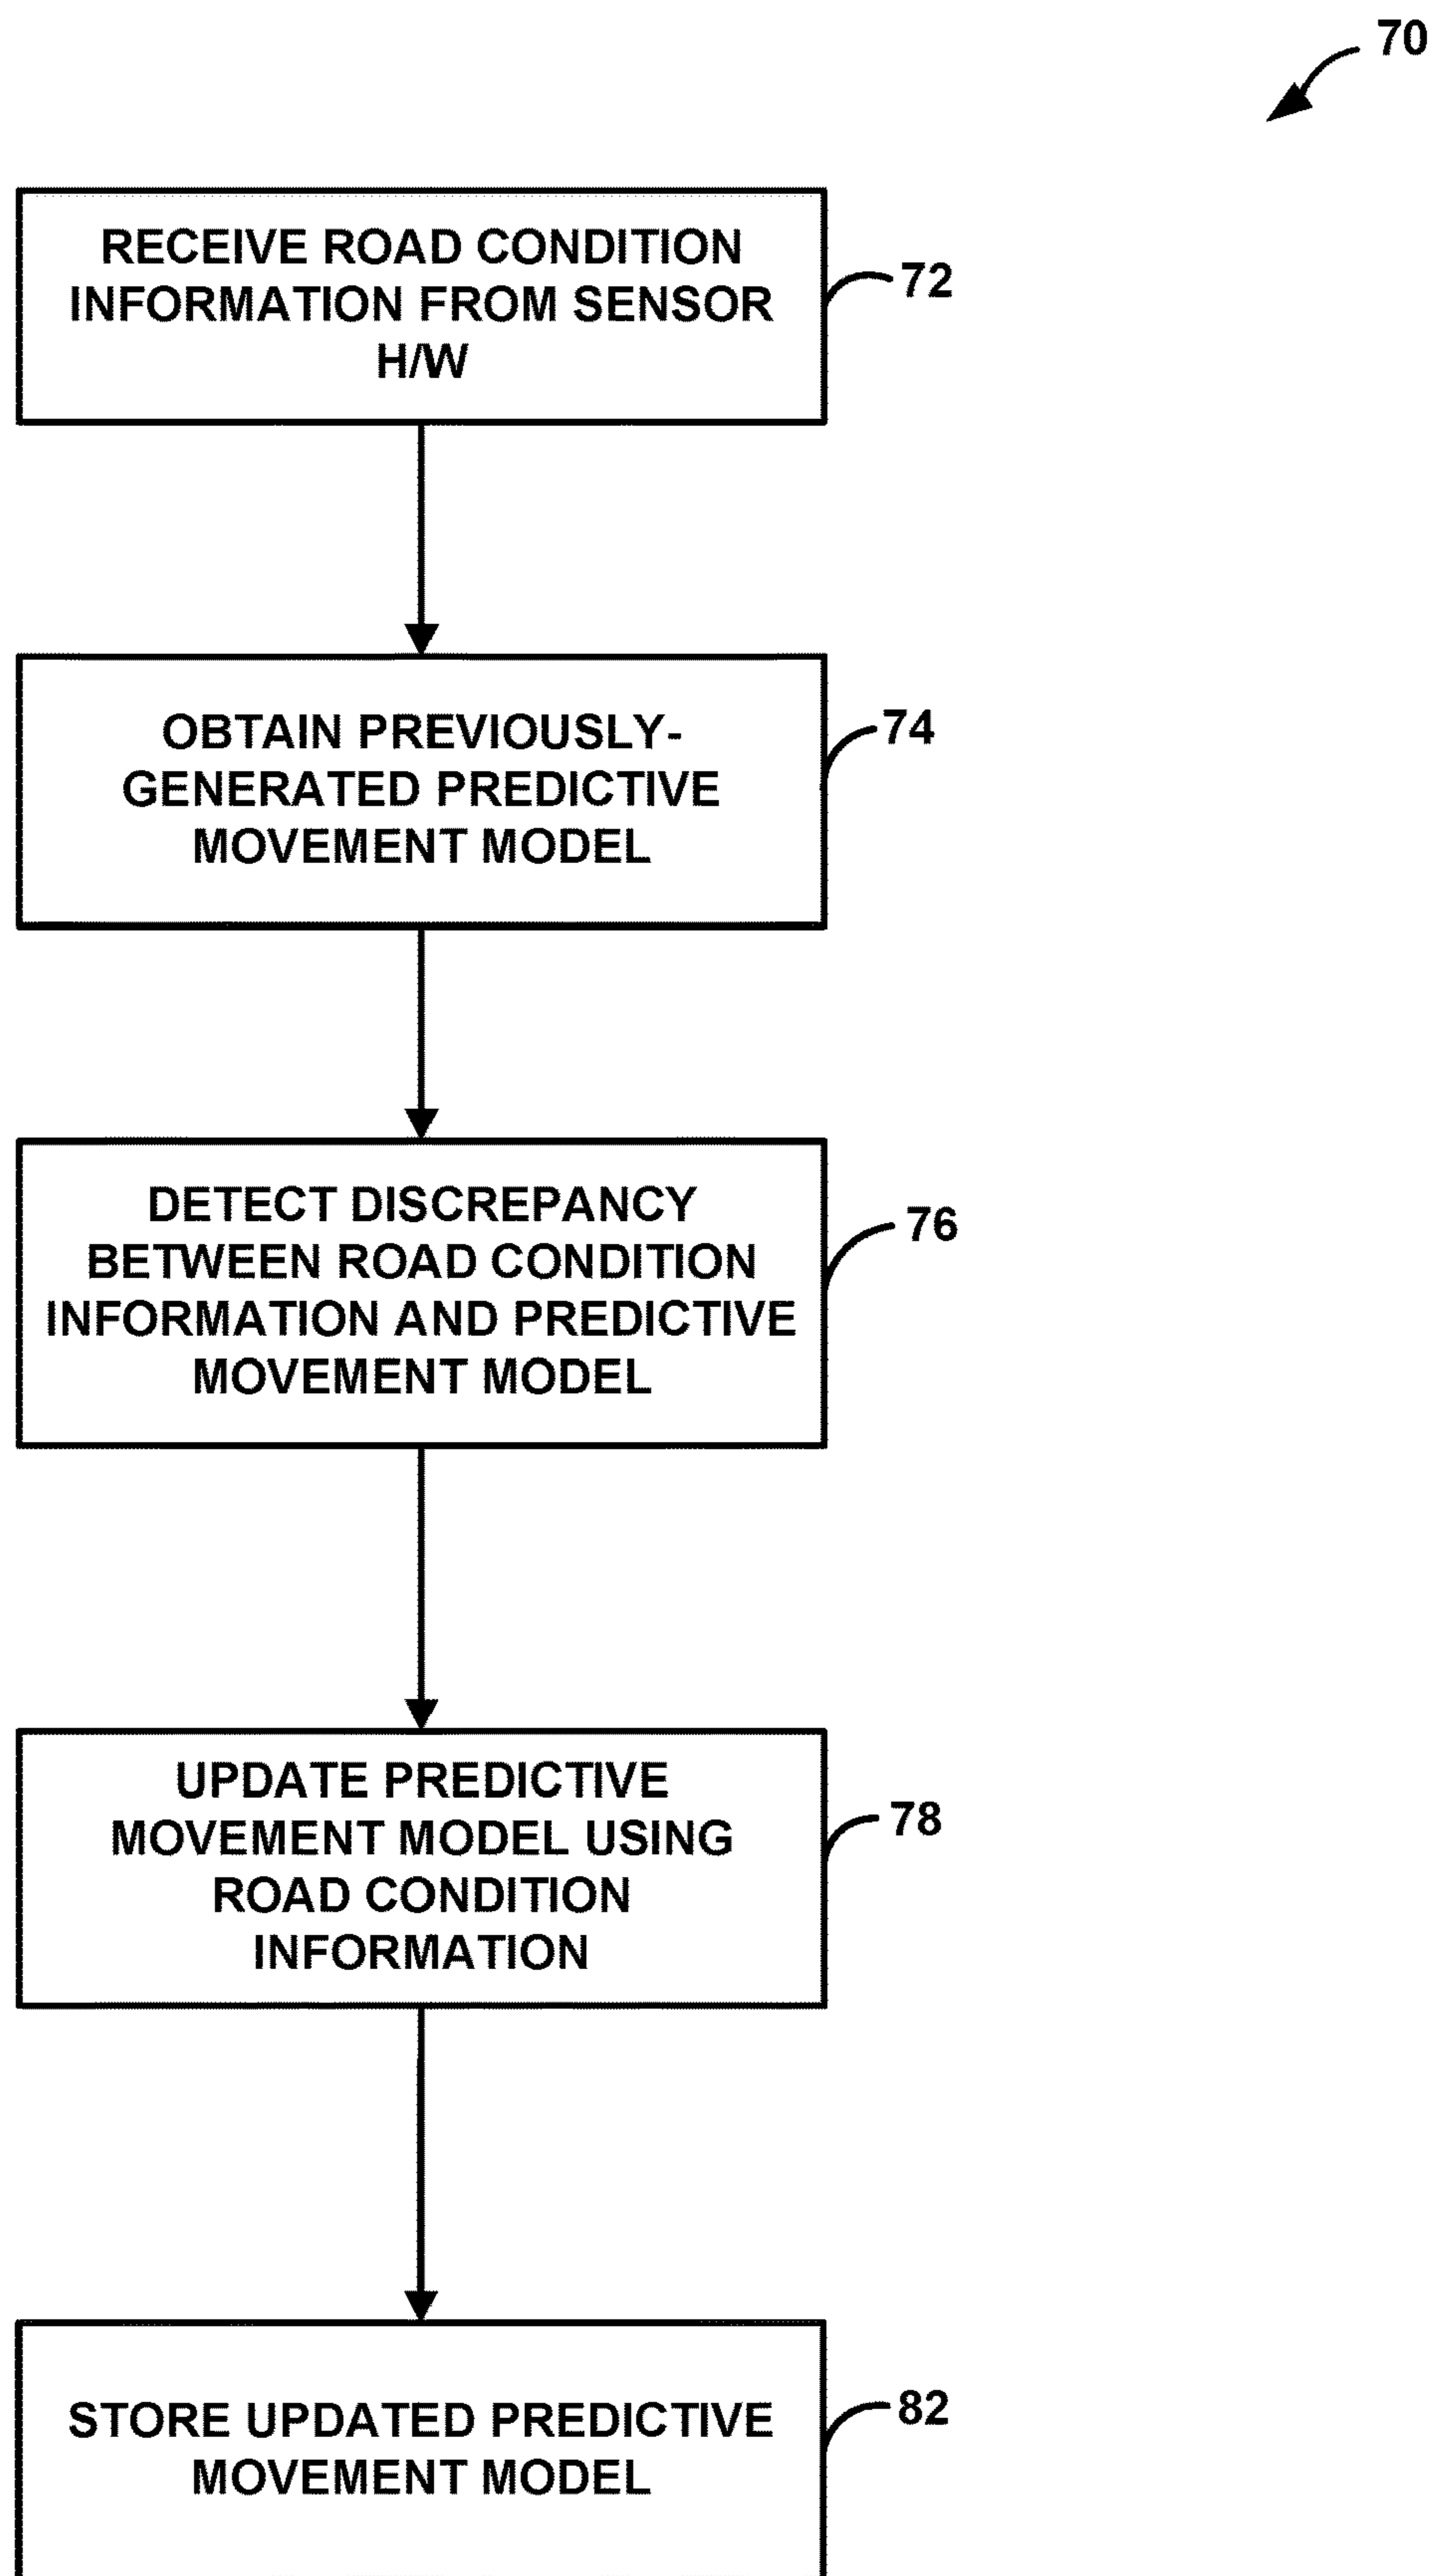 70
RECEIVE ROAD CONDITION
INFORMATION FROM SENSOR
H/W
72
OBTAIN PREVIOUSLY-
GENERATED PREDICTIVE
MOVEMENT MODEL
74
DETECT DISCREPANCY
BETWEEN ROAD CONDITION
INFORMATION AND PREDICTIVE
MOVEMENT MODEL
76
UPDATE PREDICTIVE
MOVEMENT MODEL USING
ROAD CONDITION
INFORMATION
78
STORE UPDATED PREDICTIVE
MOVEMENT MODEL
82